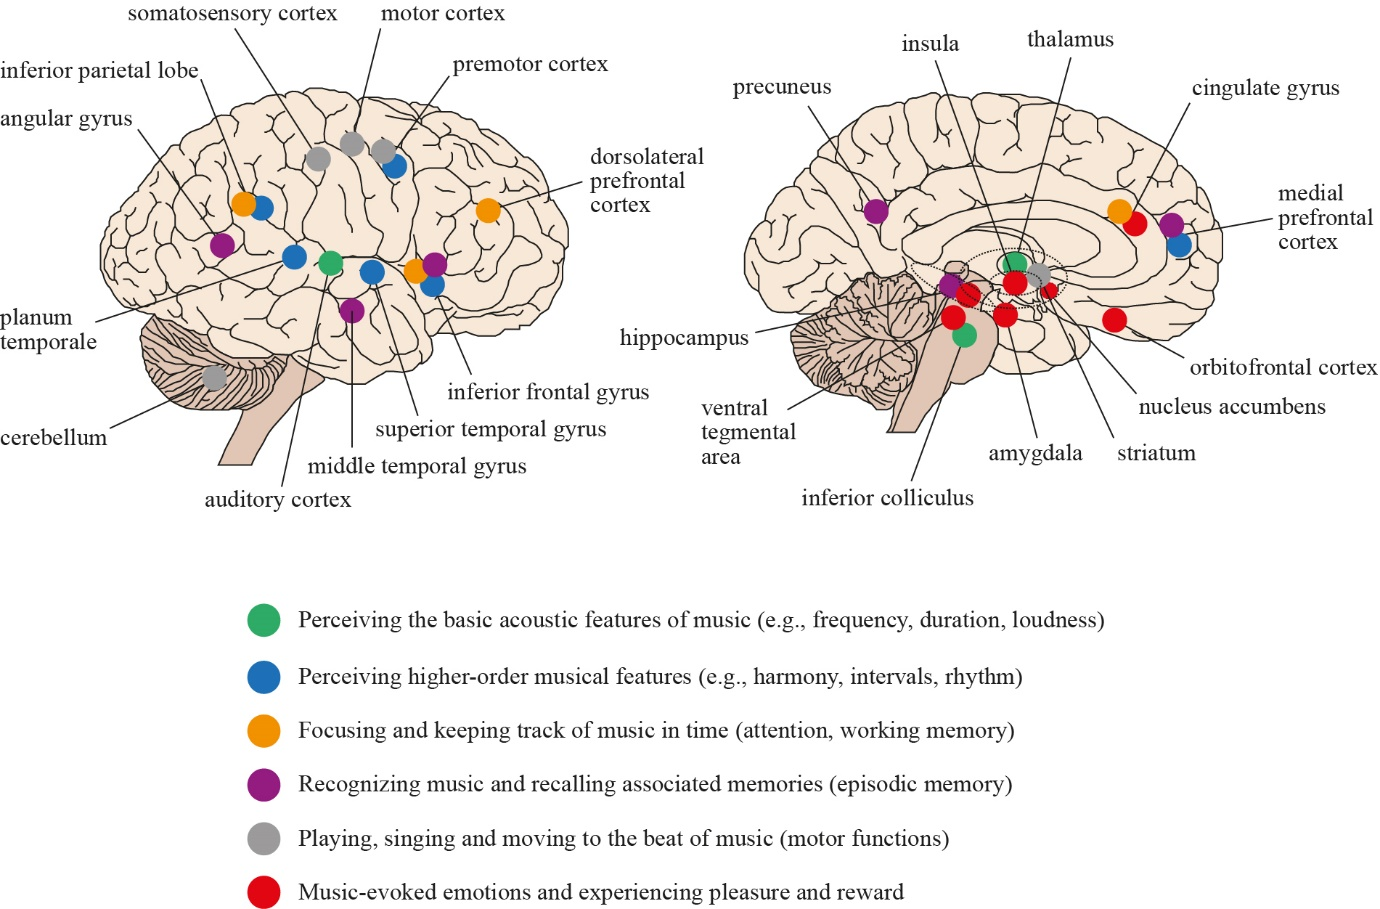 somatosensory cortex
motor cortex
inferior parietal lobe
premotor cortex
angular gyrus
dorsolateral
prefrontal
cortex
planum
temporale
cerebellum
inferior frontal gyrus
superior temporal gyrus
middle temporal gyrus
auditory cortex
insula
thalamus
precuneus
cingulate gyrus
medial
prefrontal
cortex
hippocampus
orbitofrontal cortex
nucleus accumbens
ventral
tegmental
area
amygdala
striatum
inferior colliculus
Perceiving the basic acoustic features of music (e.g., frequency, duration, loudness)
Perceiving higher-order musical features (e.g., harmony, intervals, rhythm)
Focusing and keeping track of music in time (attention, working memory)
Recognizing music and recalling associated memories (episodic memory)
Playing, singing and moving to the beat of music (motor functions)
Music-evoked emotions and experiencing pleasure and reward